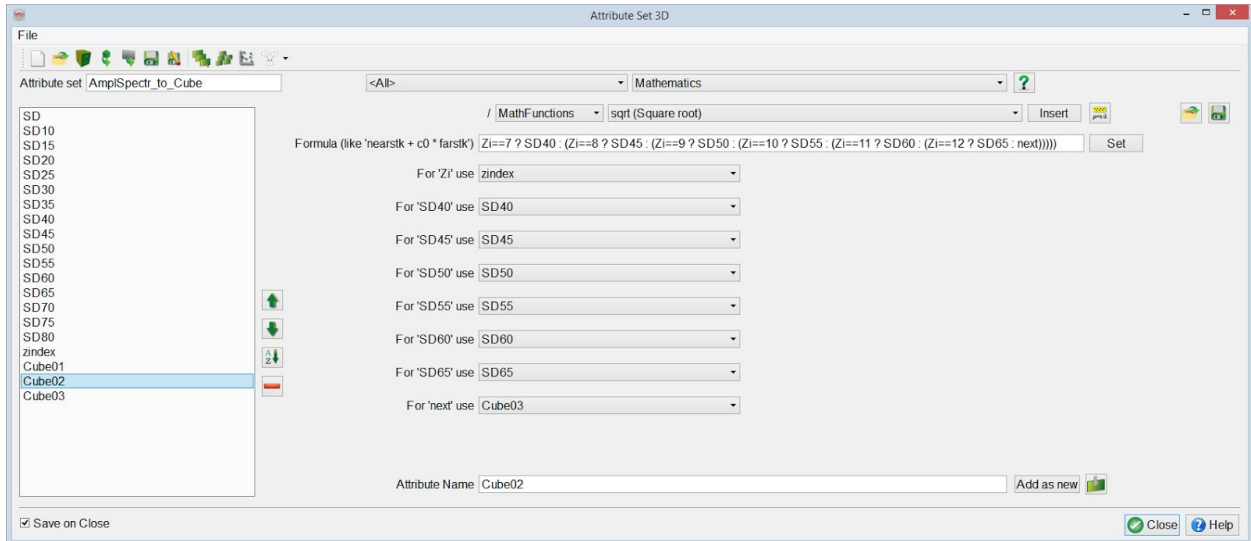 Attribute Set 3D
File
Attribute set AmplSpectr_to_Cube <All> Mathematics ?
/ MathFunctions sqrt (Square root) Insert
Formula (like 'nearstk + c0 * farstk') Zi==7 ? SD40 : (Zi==8 ? SD45 : (Zi==9 ? SD50 : (Zi==10 ? SD55 : (Zi==11 ? SD60 : (Zi==12 ? SD65 : next))))) Set
SD
SD10
SD15
SD20
SD25
SD30
SD35
SD40
SD45
SD50
SD55
SD60
SD65
SD70
SD75
SD80
zindex
Cube01
Cube02
Cube03
A
Z
For 'Zi' use zindex
For 'SD40' use SD40
For 'SD45' use SD45
For 'SD50' use SD50
For 'SD55' use SD55
For 'SD60' use SD60
For 'SD65' use SD65
For 'next' use Cube03
Attribute Name Cube02 Add as new
Save on Close Close ? Help